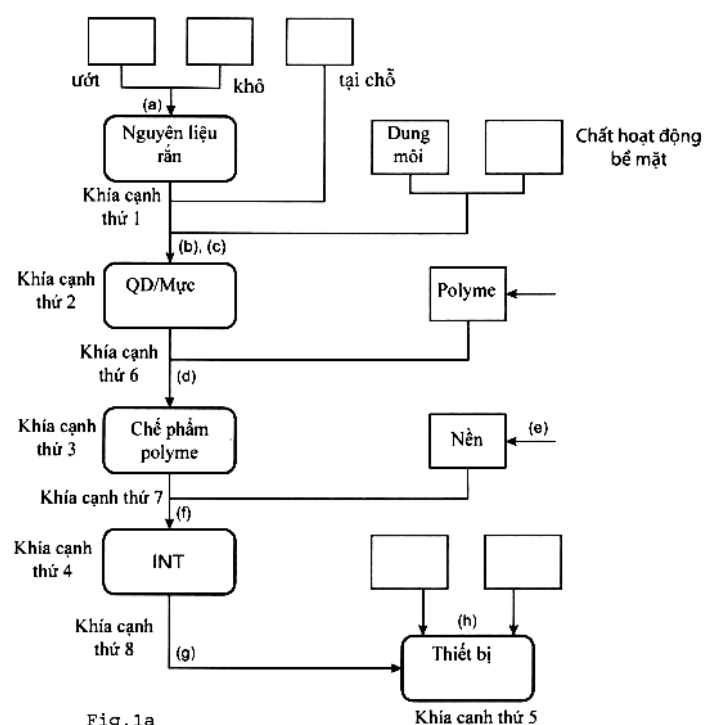 ướt
khô
tại chỗ
(a)
Nguyên liệu
rắn
Dung
môi
Chất hoạt động
bề mặt
Khía cạnh
thứ 1
(b), (c)
Khía cạnh
thứ 2
QD/Mực
Polyme
Khía cạnh
thứ 6
(d)
Khía cạnh
thứ 3
Chế phẩm
polyme
Nền
(e)
Khía cạnh thứ 7
(f)
Khía cạnh
thứ 4
INT
Khía cạnh
thứ 8
(g)
(h)
Thiết bị
Fig.1a
Khía cạnh thứ 5